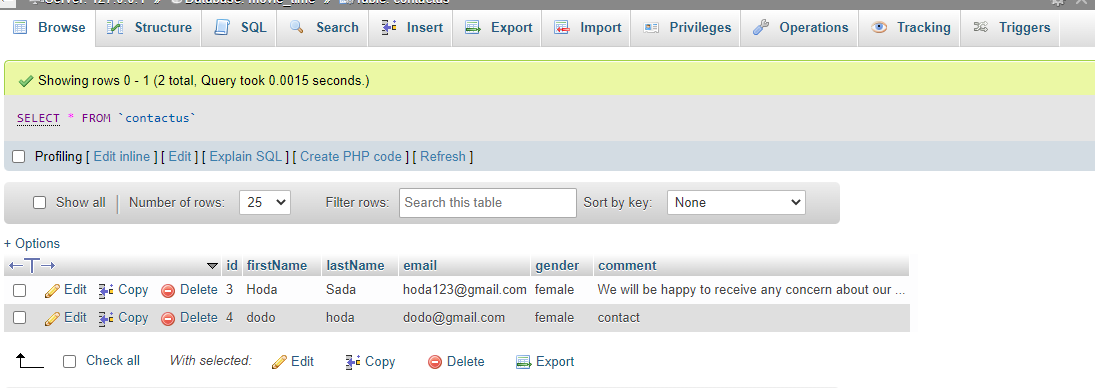 Server: 127.0.0.1 » Database: movie_time » Table: contactus
Browse Structure SQL Search Insert Export Import Privileges Operations Tracking Triggers
Showing rows 0 - 1 (2 total, Query took 0.0015 seconds.)
SELECT * FROM `contactus`
Profiling [ Edit inline ] [ Edit ] [ Explain SQL ] [ Create PHP code ] [ Refresh ]
Show all Number of rows: 25 Filter rows: Search this table Sort by key: None
+ Options
id firstName lastName email gender comment
Edit Copy Delete 3 Hoda Sada hoda123@gmail.com female We will be happy to receive any concern about our ...
Edit Copy Delete 4 dodo hoda dodo@gmail.com female contact
Check all With selected: Edit Copy Delete Export